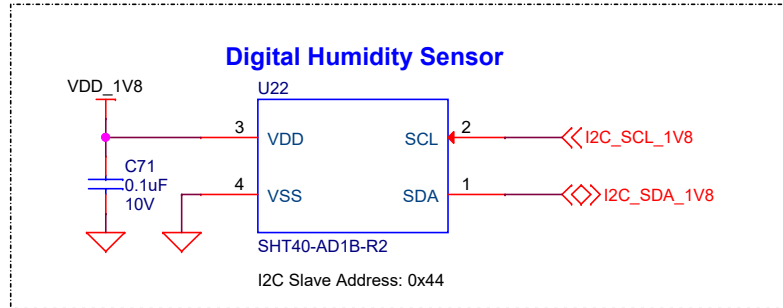 Digital Humidity Sensor
VDD_1V8
U22
3
VDD
SCL
2
I2C_SCL_1V8
C71
0.1uF
10V
4
VSS
SDA
1
I2C_SDA_1V8
SHT40-AD1B-R2
I2C Slave Address: 0x44